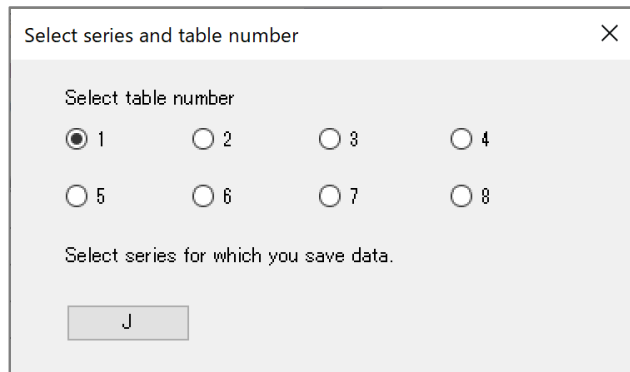 Select series and table number
Select table number
1 2 3 4
5 6 7 8
Select series for which you save data.
J